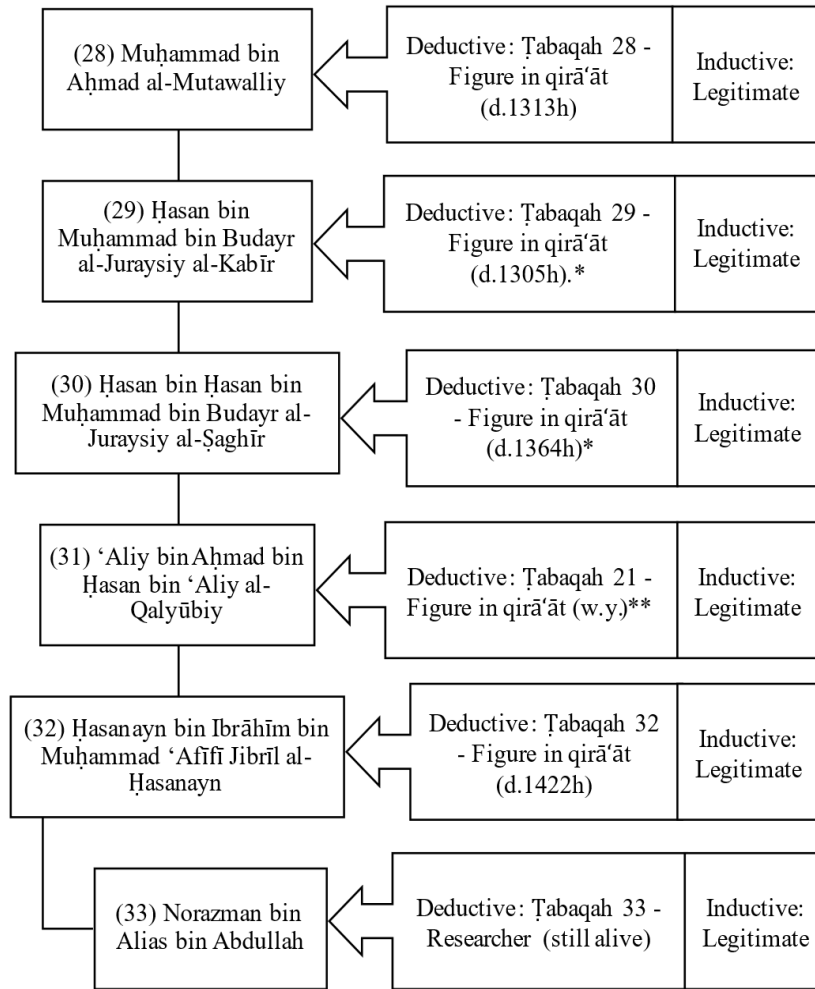 (28) Muḥammad bin
Aḥmad al-Mutawalliy
Deductive: Ṭabaqah 28 -
Figure in qirā‘āt
(d.1313h)
Inductive:
Legitimate
(29) Ḥasan bin
Muḥammad bin Budayr
al-Juraysiy al-Kabīr
Deductive: Ṭabaqah 29 -
Figure in qirā‘āt
(d.1305h).*
Inductive:
Legitimate
(30) Ḥasan bin Ḥasan bin
Muḥammad bin Budayr al-
Juraysiy al-Ṣaghīr
Deductive: Ṭabaqah 30
- Figure in qirā‘āt
(d.1364h)*
Inductive:
Legitimate
(31) ‘Aliy bin Aḥmad bin
Ḥasan bin ‘Aliy al-
Qalyūbiy
Deductive: Ṭabaqah 21 -
Figure in qirā‘āt (w.y.)**
Inductive:
Legitimate
(32) Ḥasanayn bin Ibrāhīm bin
Muḥammad ‘Afīfī Jibrīl al-
Ḥasanayn
Deductive: Ṭabaqah 32
- Figure in qirā‘āt
(d.1422h)
Inductive:
Legitimate
(33) Norazman bin
Alias bin Abdullah
Deductive: Ṭabaqah 33 -
Researcher (still alive)
Inductive:
Legitimate